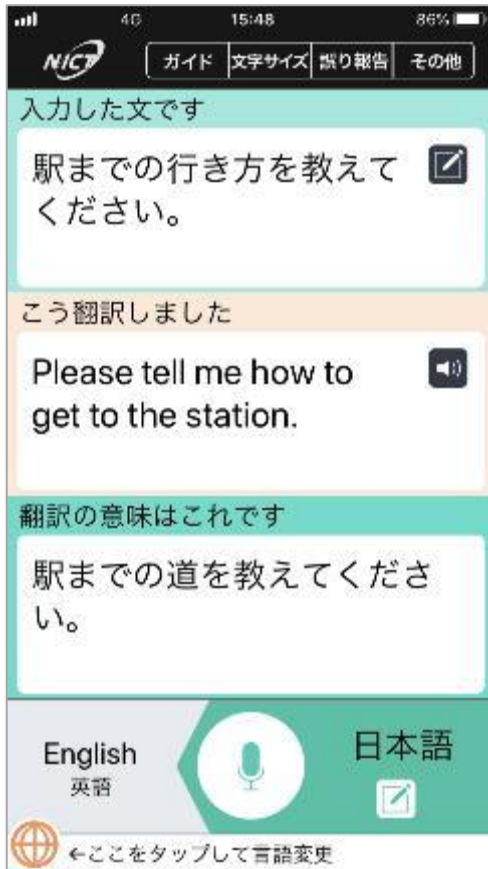 4G 15:48 86%
NICT ガイド 文字サイズ 誤り報告 その他
入力した文です
駅までの行き方を教えて
ください。
こう翻訳しました
Please tell me how to
get to the station.
翻訳の意味はこれです
駅までの道を教えてくださ
い。
English
英語
日本語
←ここをタップして言語変更